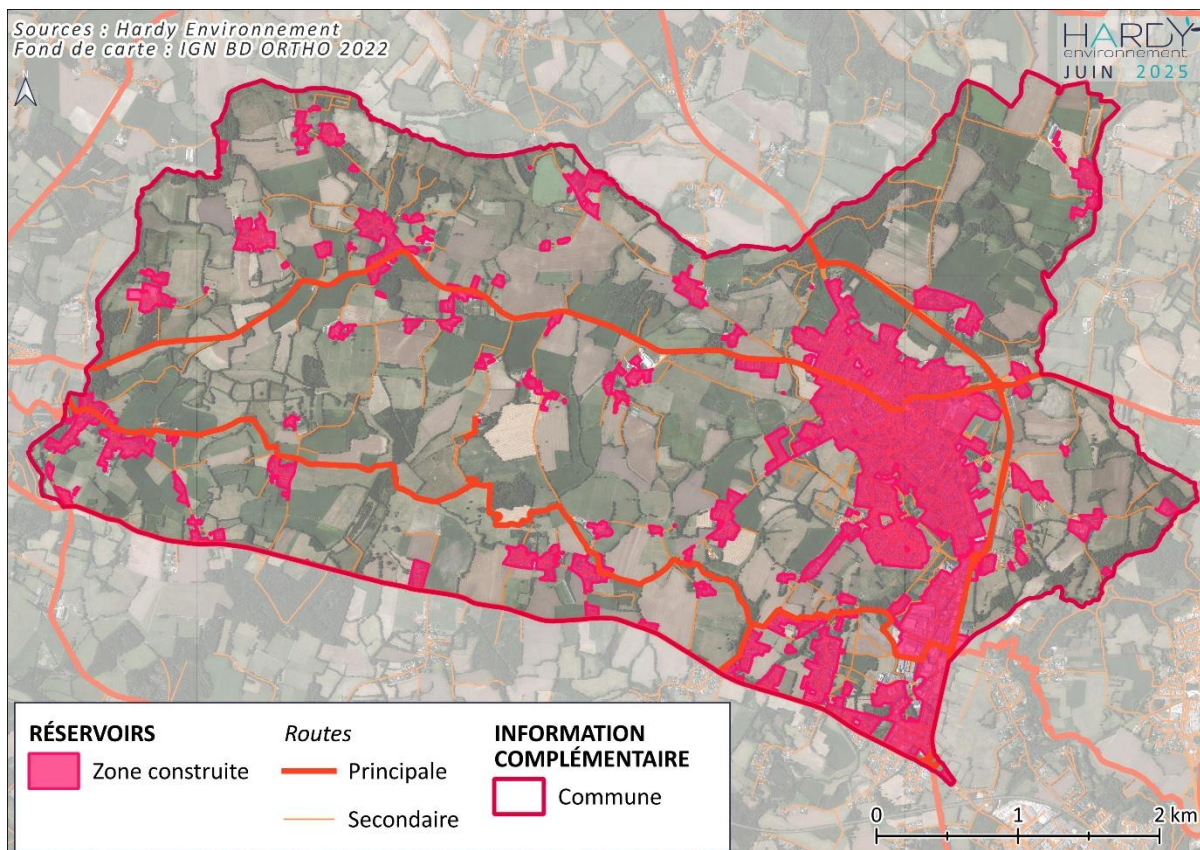 Sources : Hardy Environnement
Fond de carte : IGN BD ORTHO 2022
HARDY
environnement
JUIN 2025
RÉSERVOIRS
Zone construite
Routes
Principale
Secondaire
INFORMATION
COMPLÉMENTAIRE
Commune
0 1 2 km